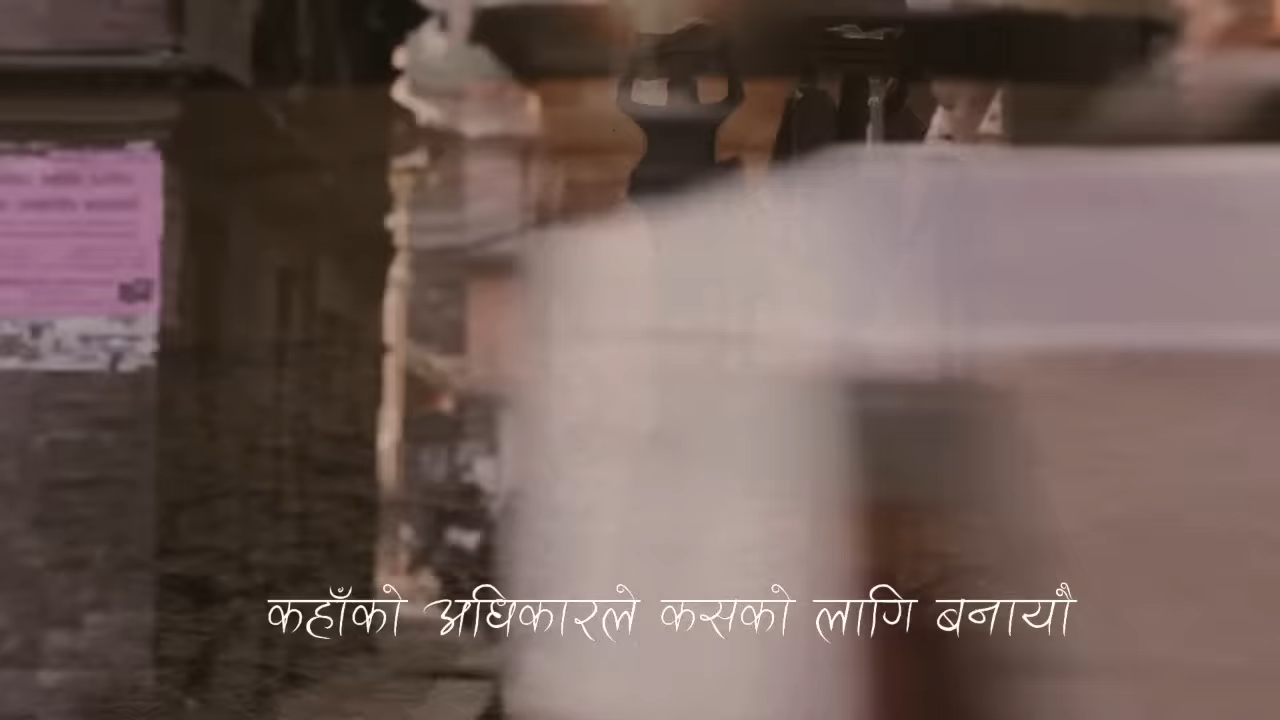 कहाँको अधिकारले कसको लागि बनायौ